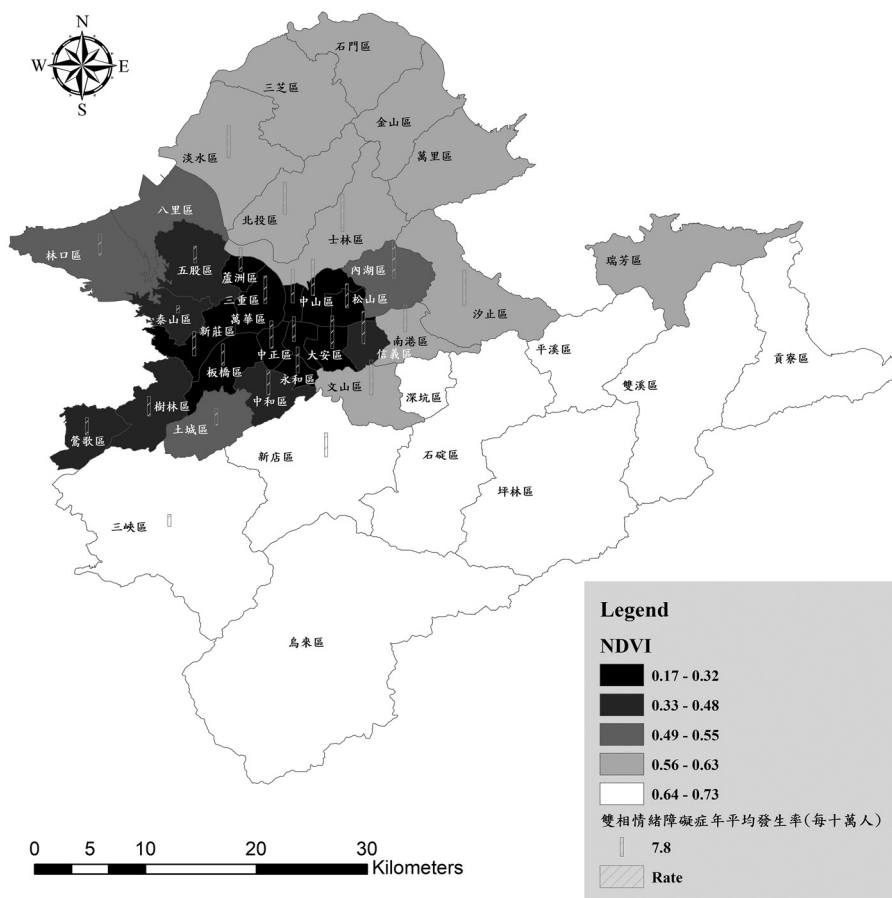 N
W E
S
石門區
三芝區
金山區
淡水區
萬里區
北投區
八里區
士林區
林口區
五股區
蘆洲區
內湖區
瑞芳區
三重區
中山區
松山區
汐止區
泰山區
萬華區
新莊區
中正區
大安區
南港區
信義區
平溪區
貢寮區
板橋區
永和區
文山區
深坑區
雙溪區
樹林區
中和區
土城區
鶯歌區
新店區
石碇區
坪林區
三峽區
烏來區
Legend
NDVI
0.17 - 0.32
0.33 - 0.48
0.49 - 0.55
0.56 - 0.63
0.64 - 0.73
雙相情緒障礙症年平均發生率(每十萬人)
7.8
Rate
0 5 10 20 30
Kilometers